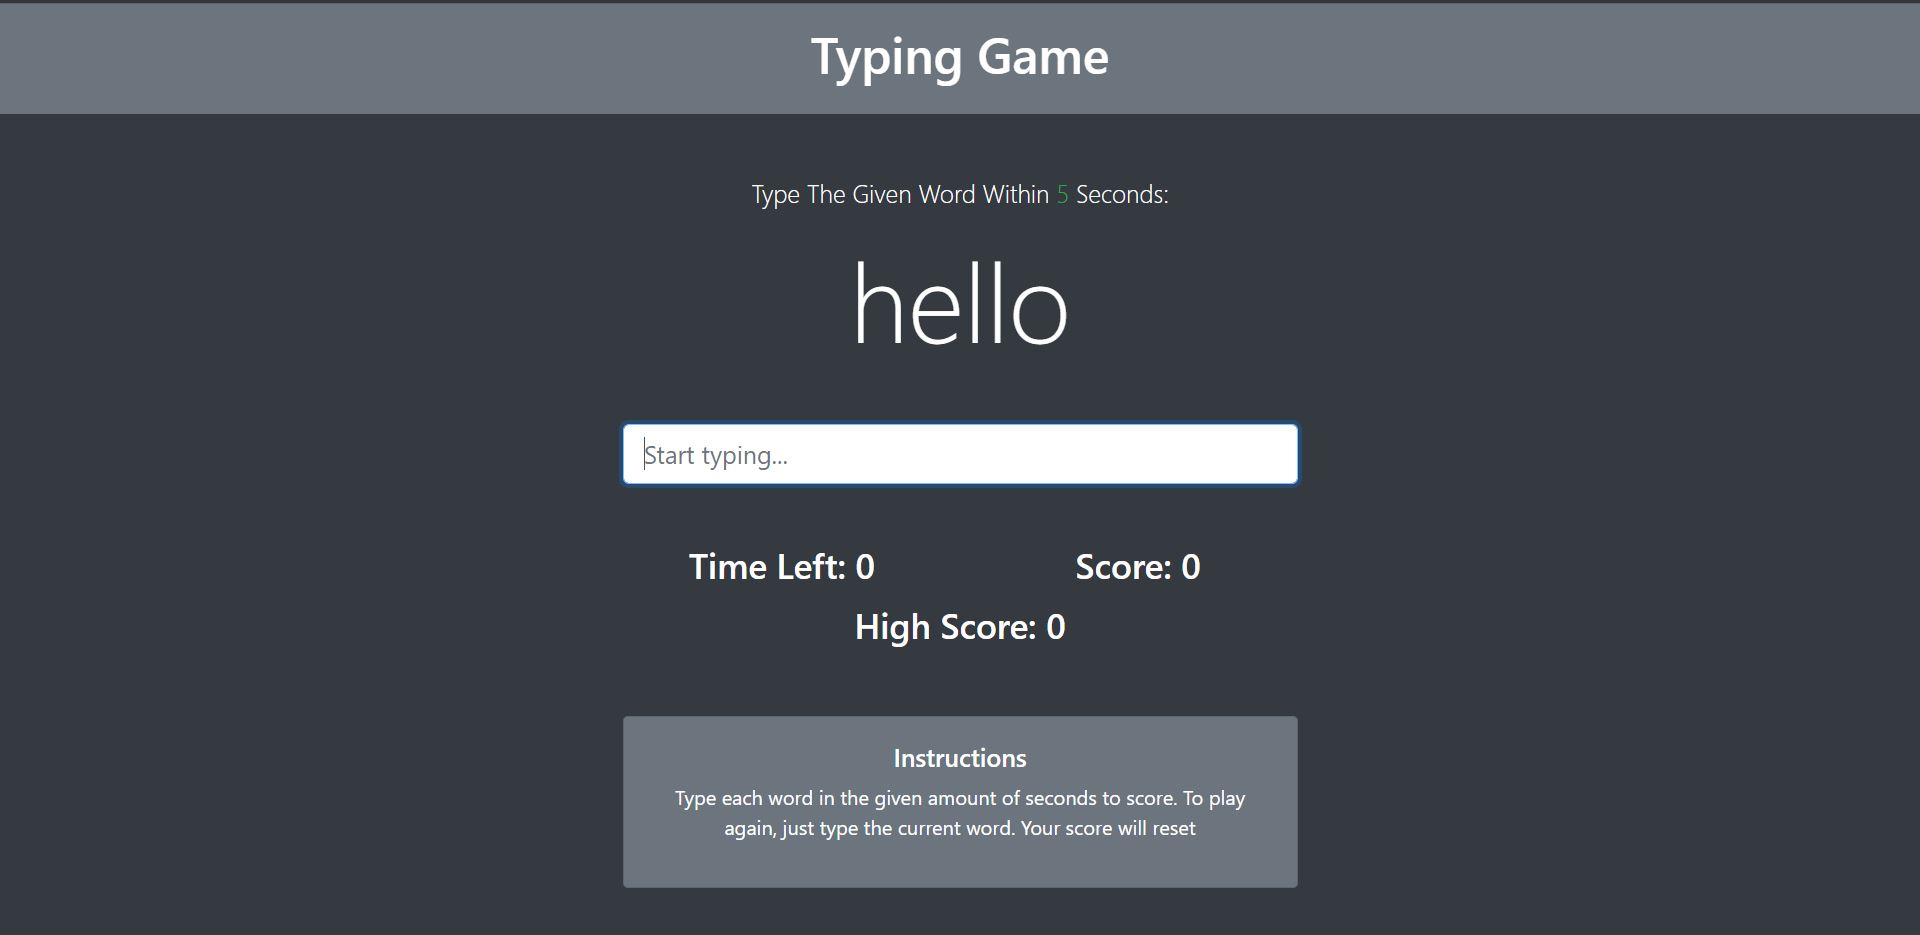 Typing Game
Type The Given Word Within 5 Seconds:
hello
Start typing...
Time Left: 0 Score: 0
High Score: 0
Instructions
Type each word in the given amount of seconds to score. To play
again, just type the current word. Your score will reset